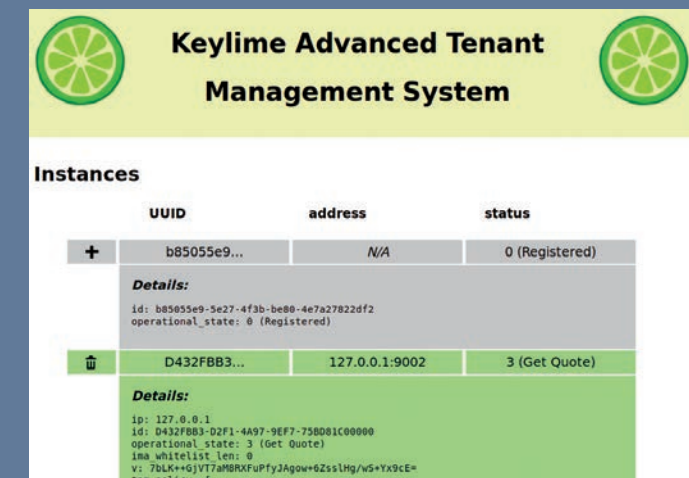 Keylime Advanced Tenant
Management System
Instances
UUID address status
+ b85055e9... N/A 0 (Registered)
Details:
id: b85055e9-5e27-4f3b-be80-4e7a27822df2
operational_state: 0 (Registered)
D432FBB3... 127.0.0.1:9002 3 (Get Quote)
Details:
ip: 127.0.0.1
id: D432FBB3-D2F1-4A97-9EF7-75BD81C00000
operational_state: 3 (Get Quote)
ima_whitelist_len: 0
v: 7bLK++GjVT7aMBRXFuPfyJAgow+6ZsslHg/wS+Yx9cE=